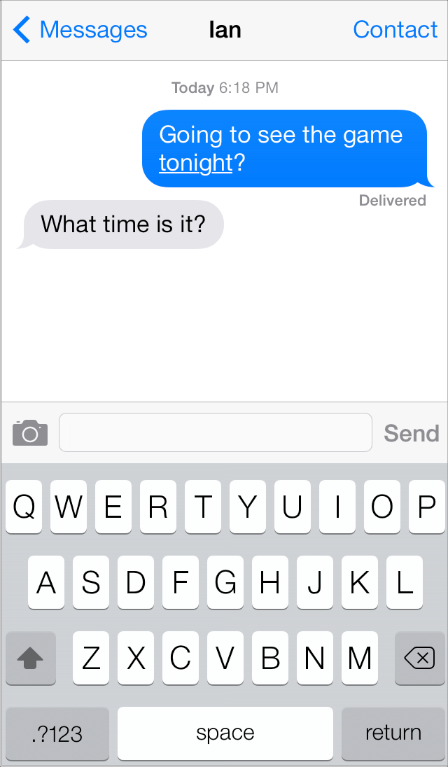 Messages Ian Contact
Today 6:18 PM
Going to see the game
tonight?
Delivered
What time is it?
Send
Q W E R T Y U I O P
A S D F G H J K L
Z X C V B N M
.?123 space return